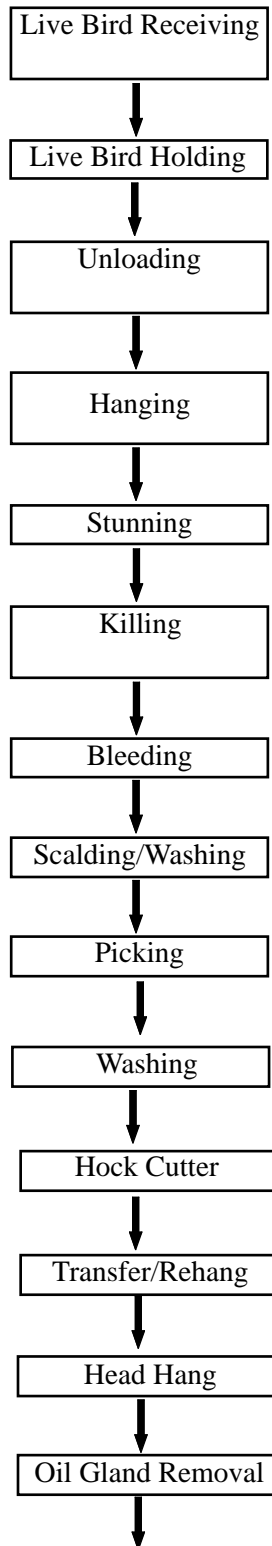 Live Bird Receiving
Live Bird Holding
Unloading
Hanging
Stunning
Killing
Bleeding
Scalding/Washing
Picking
Washing
Hock Cutter
Transfer/Rehang
Head Hang
Oil Gland Removal